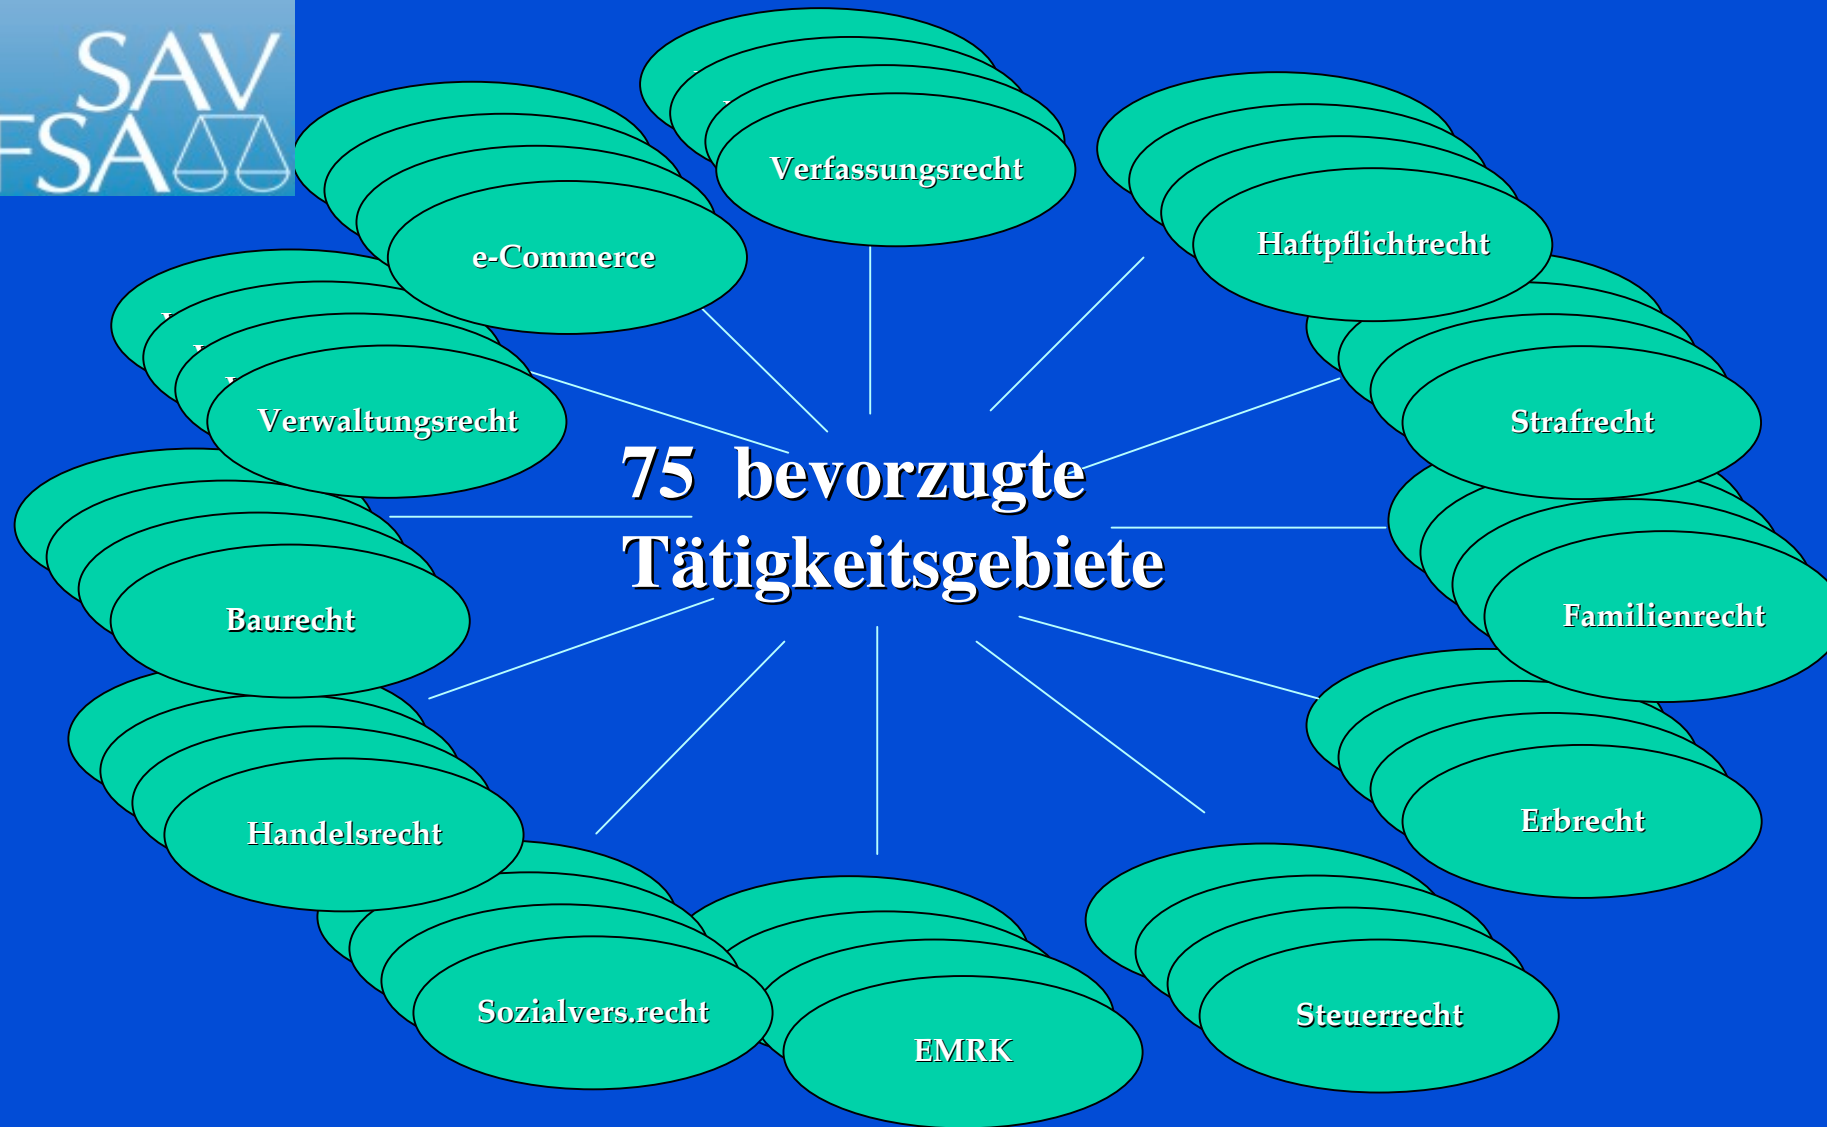 SAV
FSA
Verfassungsrecht
Haftpflichtrecht
e-Commerce
Strafrecht
Verwaltungsrecht
75 bevorzugte
Tätigkeitsgebiete
Familienrecht
Baurecht
Erbrecht
Handelsrecht
Sozialvers.recht
Steuerrecht
EMRK